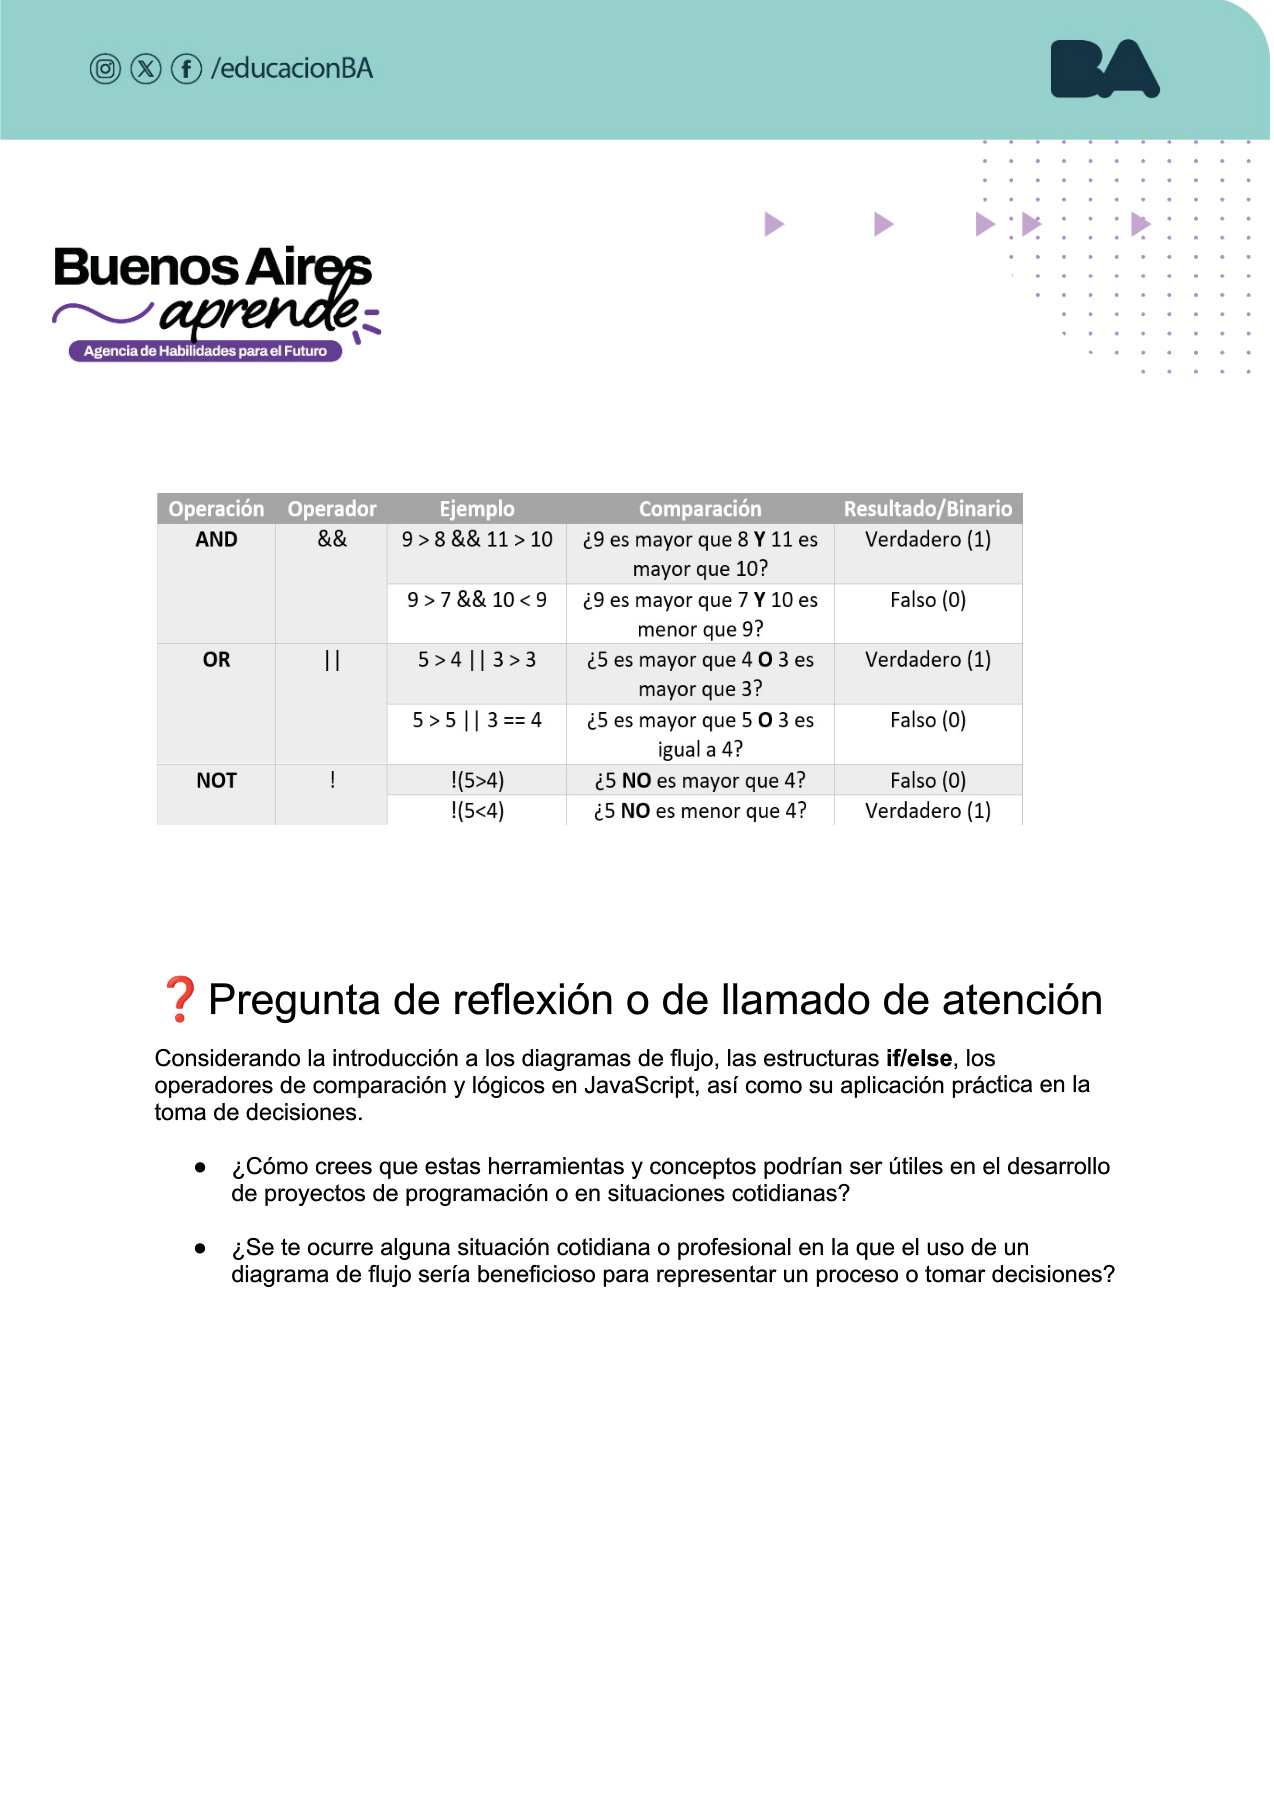 /educacionBA
BA
Buenos Aires
aprende
Agencia de Habilidades para el Futuro
Operación Operador Ejemplo Comparación Resultado/Binario
AND && 9 > 8 && 11 > 10 ¿9 es mayor que 8 Y 11 es Verdadero (1)
mayor que 10?
9 > 7 && 10 < 9 ¿9 es mayor que 7 Y 10 es Falso (0)
menor que 9?
OR || 5 > 4 || 3 > 3 ¿5 es mayor que 4 O 3 es Verdadero (1)
mayor que 3?
5 > 5 || 3 == 4 ¿5 es mayor que 5 O 3 es Falso (0)
igual a 4?
NOT ! !(5>4) ¿5 NO es mayor que 4? Falso (0)
!(5<4) ¿5 NO es menor que 4? Verdadero (1)
❓Pregunta de reflexión o de llamado de atención
Considerando la introducción a los diagramas de flujo, las estructuras if/else, los
operadores de comparación y lógicos en JavaScript, así como su aplicación práctica en la
toma de decisiones.
● ¿Cómo crees que estas herramientas y conceptos podrían ser útiles en el desarrollo
de proyectos de programación o en situaciones cotidianas?
● ¿Se te ocurre alguna situación cotidiana o profesional en la que el uso de un
diagrama de flujo sería beneficioso para representar un proceso o tomar decisiones?